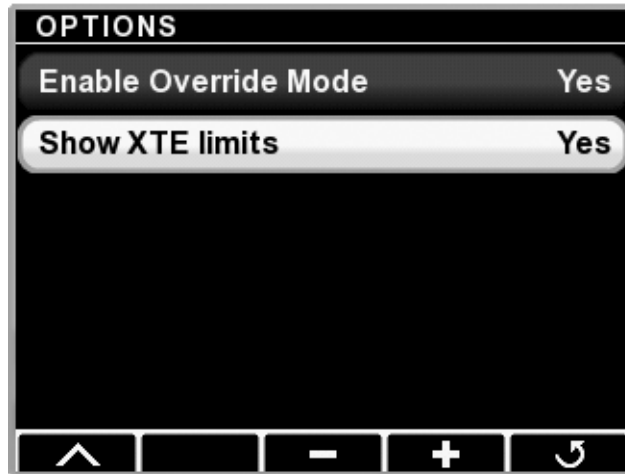 OPTIONS
Enable Override Mode Yes
Show XTE limits Yes